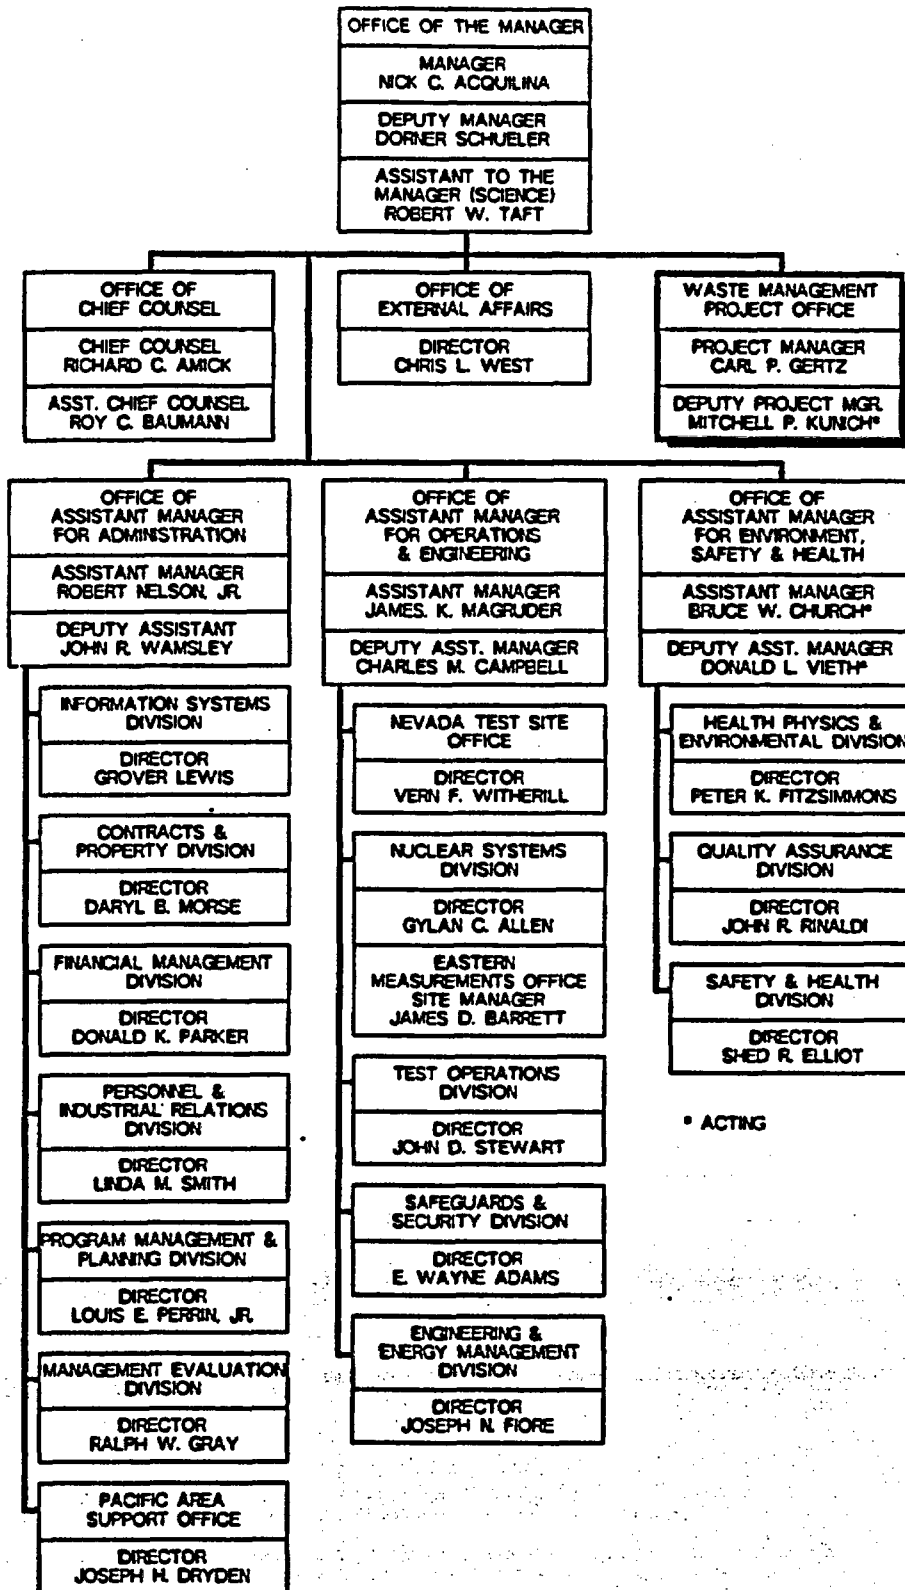 OFFICE OF THE MANAGER
MANAGER
NICK C. ACQUILINA
DEPUTY MANAGER
DORNER SCHUELER
ASSISTANT TO THE
MANAGER (SCIENCE)
ROBERT W. TAFT
OFFICE OF
CHIEF COUNSEL
CHIEF COUNSEL
RICHARD C. AMICK
ASST. CHIEF COUNSEL
ROY C. BAUMANN
OFFICE OF
EXTERNAL AFFAIRS
DIRECTOR
CHRIS L. WEST
WASTE MANAGEMENT
PROJECT OFFICE
PROJECT MANAGER
CARL P. GERTZ
DEPUTY PROJECT MGR.
MITCHELL P. KUNICH*
OFFICE OF
ASSISTANT MANAGER
FOR ADMINISTRATION
ASSISTANT MANAGER
ROBERT NELSON, JR.
DEPUTY ASSISTANT
JOHN R. WAMSLEY
INFORMATION SYSTEMS
DIVISION
DIRECTOR
GROVER LEWIS
CONTRACTS &
PROPERTY DIVISION
DIRECTOR
DARYL B. MORSE
FINANCIAL MANAGEMENT
DIVISION
DIRECTOR
DONALD K. PARKER
PERSONNEL &
INDUSTRIAL RELATIONS
DIVISION
DIRECTOR
LINDA M. SMITH
PROGRAM MANAGEMENT &
PLANNING DIVISION
DIRECTOR
LOUIS E. PERRIN, JR.
MANAGEMENT EVALUATION
DIVISION
DIRECTOR
RALPH W. GRAY
PACIFIC AREA
SUPPORT OFFICE
DIRECTOR
JOSEPH H. DRYDEN
OFFICE OF
ASSISTANT MANAGER
FOR OPERATIONS
& ENGINEERING
ASSISTANT MANAGER
JAMES. K. MAGRUDER
DEPUTY ASST. MANAGER
CHARLES M. CAMPBELL
NEVADA TEST SITE
OFFICE
DIRECTOR
VERN F. WITHERILL
NUCLEAR SYSTEMS
DIVISION
DIRECTOR
GYLAN C. ALLEN
EASTERN
MEASUREMENTS OFFICE
SITE MANAGER
JAMES D. BARRETT
TEST OPERATIONS
DIVISION
DIRECTOR
JOHN D. STEWART
SAFEGUARDS &
SECURITY DIVISION
DIRECTOR
E. WAYNE ADAMS
ENGINEERING &
ENERGY MANAGEMENT
DIVISION
DIRECTOR
JOSEPH N. FIORE
OFFICE OF
ASSISTANT MANAGER
FOR ENVIRONMENT,
SAFETY & HEALTH
ASSISTANT MANAGER
BRUCE W. CHURCH*
DEPUTY ASST. MANAGER
DONALD L. VIETH*
HEALTH PHYSICS &
ENVIRONMENTAL DIVISION
DIRECTOR
PETER K. FITZSIMMONS
QUALITY ASSURANCE
DIVISION
DIRECTOR
JOHN R. RINALDI
SAFETY & HEALTH
DIVISION
DIRECTOR
SHED R. ELLIOT
* ACTING